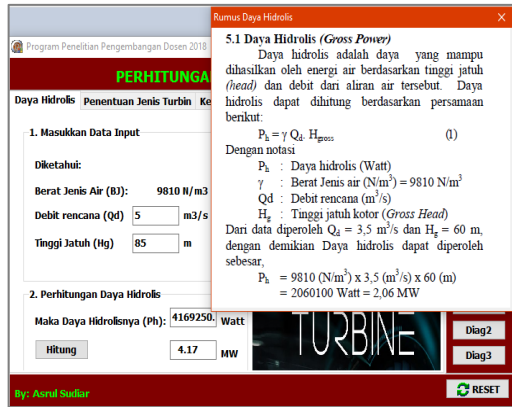 Program Penelitian Pengembangan Dosen 2018
PERHITUNGA
Daya Hidrolis Penentuan Jenis Turbin Ke
1. Masukkan Data Input
Diketahui:
Berat Jenis Air (BJ): 9810 N/m3
Debit rencana (Qd) 5 m3/s
Tinggi Jatuh (Hg) 85 m
2. Perhitungan Daya Hidrolis
Maka Daya Hidrolisnya (Ph): 4169250. Watt
Hitung 4.17 MW
By: Asrul Sudiar
Rumus Daya Hidrolis X
5.1 Daya Hidrolis (Gross Power)
Daya hidrolis adalah daya yang mampu
dihasilkan oleh energi air berdasarkan tinggi jatuh
(head) dan debit dari aliran air tersebut. Daya
hidrolis dapat dihitung berdasarkan persamaan
berikut:
Pₕ = γ Q_d. H_gross (1)
Dengan notasi
Pₕ : Daya hidrolis (Watt)
γ : Berat Jenis air (N/m³) = 9810 N/m³
Qd : Debit rencana (m³/s)
H_g : Tinggi jatuh kotor (Gross Head)
Dari data diperoleh Q_d = 3,5 m³/s dan H_g = 60 m,
dengan demikian Daya hidrolis dapat diperoleh
sebesar,
Pₕ = 9810 (N/m³) x 3,5 (m³/s) x 60 (m)
= 2060100 Watt = 2,06 MW
TURBINE
Diag2
Diag3
RESET